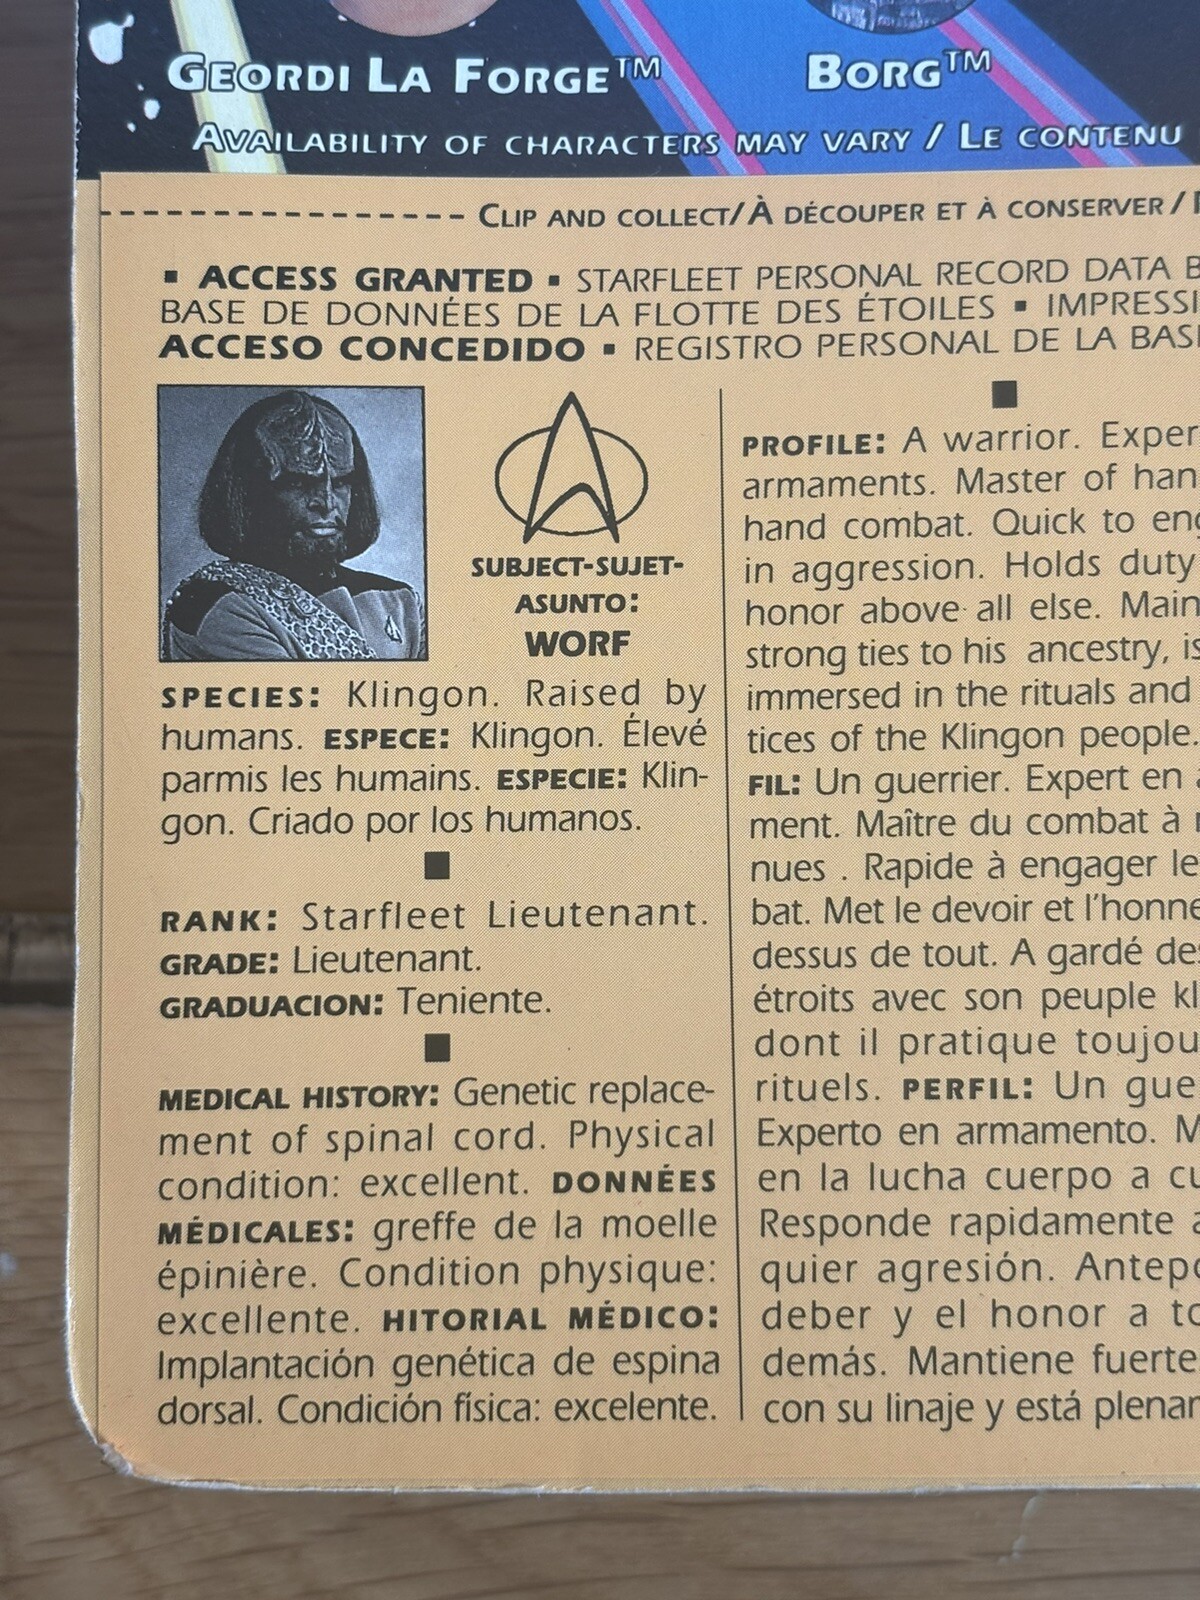 GEORDI LA FORGE™
BORG™
AVAILABILITY OF CHARACTERS MAY VARY / LE CONTENU
CLIP AND COLLECT/À DÉCOUPER ET À CONSERVER/
▪ ACCESS GRANTED ▪ STARFLEET PERSONAL RECORD DATA
BASE DE DONNÉES DE LA FLOTTE DES ÉTOILES ▪ IMPRESSI
ACCESO CONCEDIDO ▪ REGISTRO PERSONAL DE LA BAS
SUBJECT-SUJET-
ASUNTO:
WORF
SPECIES: Klingon. Raised by
humans. ESPECE: Klingon. Élevé
parmis les humains. ESPECIE: Klin-
gon. Criado por los humanos.
RANK: Starfleet Lieutenant.
GRADE: Lieutenant.
GRADUACION: Teniente.
MEDICAL HISTORY: Genetic replace-
ment of spinal cord. Physical
condition: excellent. DONNÉES
MÉDICALES: greffe de la moelle
épinière. Condition physique:
excellente. HITORIAL MÉDICO:
Implantación genética de espina
dorsal. Condición física: excelente.
PROFILE: A warrior. Exper
armaments. Master of han
hand combat. Quick to eng
in aggression. Holds duty
honor above all else. Main
strong ties to his ancestry, is
immersed in the rituals and
tices of the Klingon people.
FIL: Un guerrier. Expert en
ment. Maître du combat à
nues . Rapide à engager le
bat. Met le devoir et l'honne
dessus de tout. A gardé des
étroits avec son peuple kl
dont il pratique toujou
rituels. PERFIL: Un gue
Experto en armamento. M
en la lucha cuerpo a cu
Responde rapidamente a
quier agresión. Antepo
deber y el honor a to
demás. Mantiene fuerte
con su linaje y está plenar